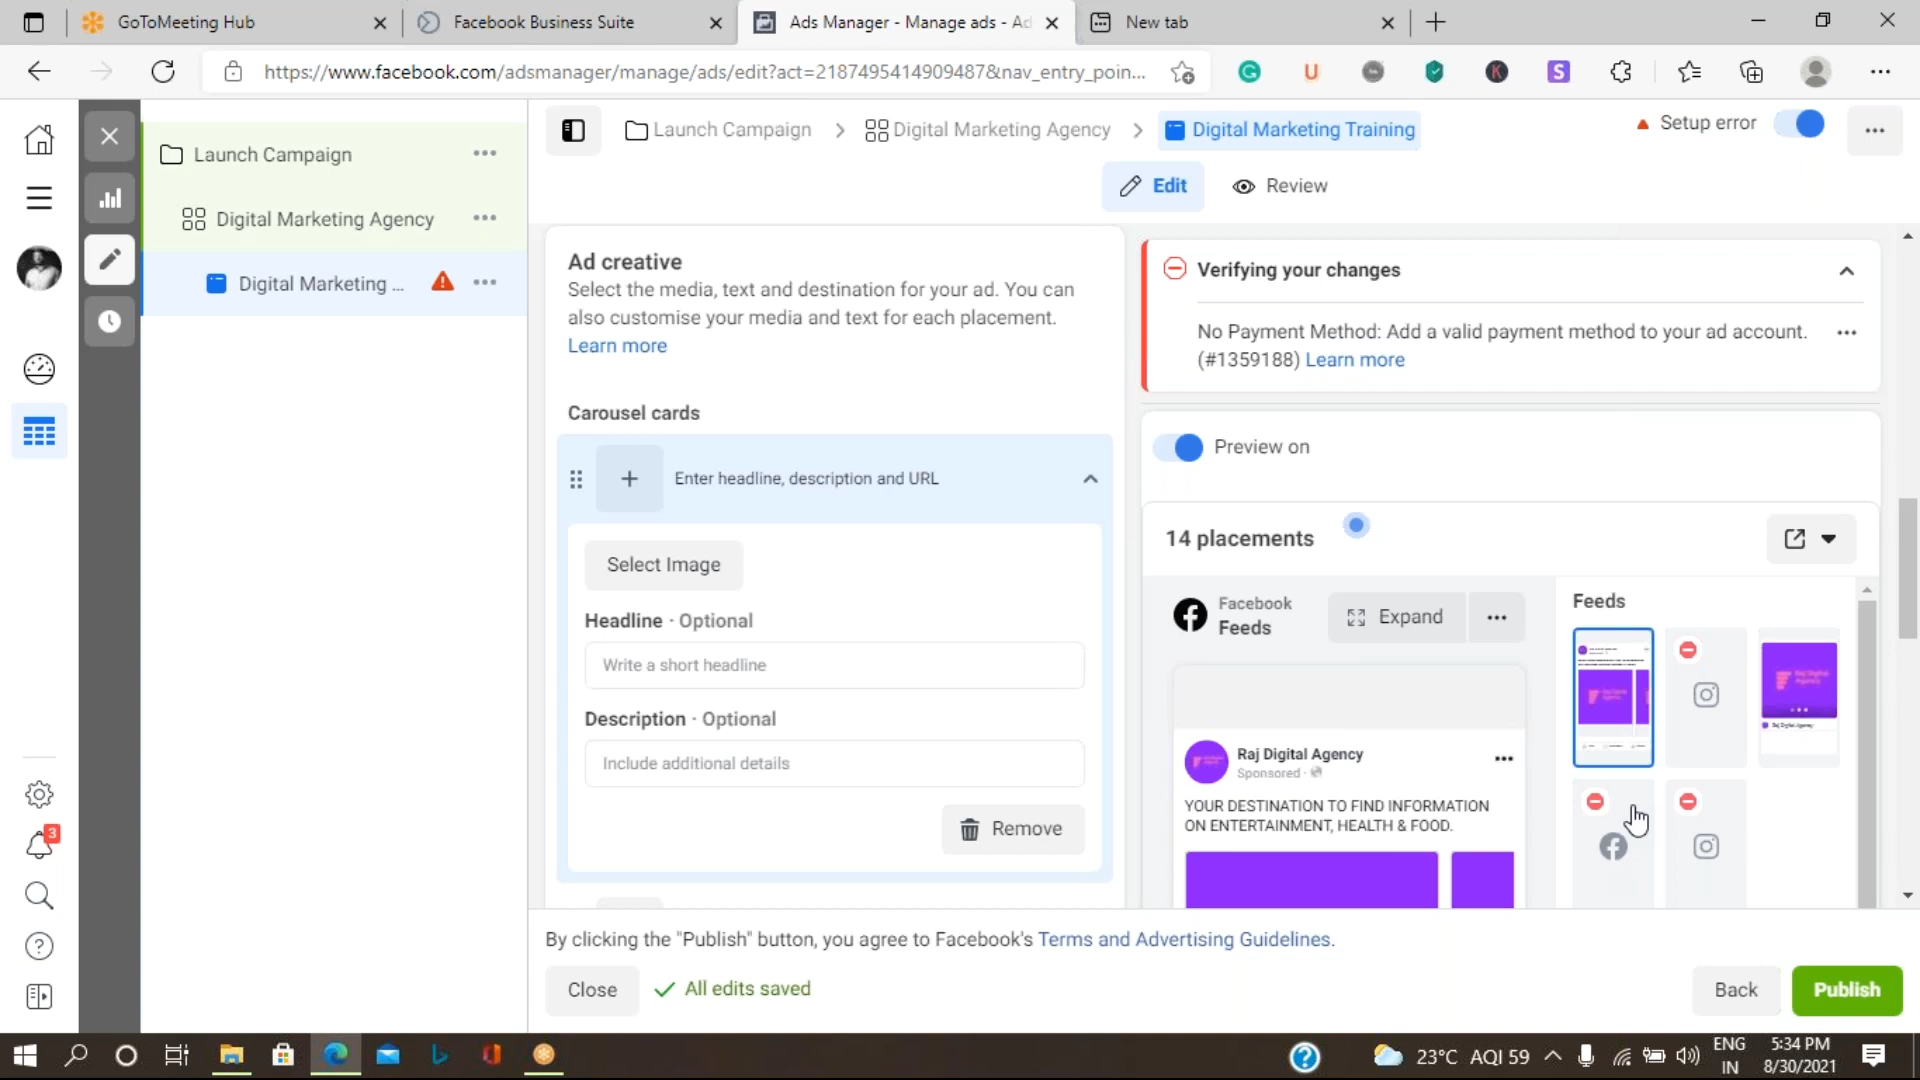 GoToMeeting Hub
Facebook Business Suite
Ads Manager - Manage ads - Ad
New tab
https://www.facebook.com/adsmanager/manage/ads/edit?act=2187495414909487&nav_entry_poin...
Launch Campaign
Digital Marketing Agency
Digital Marketing ...
3
Launch Campaign
Digital Marketing Agency
Digital Marketing Training
Setup error
Edit
Review
Ad creative
Select the media, text and destination for your ad. You can
also customise your media and text for each placement.
Learn more
Carousel cards
Enter headline, description and URL
Select Image
Headline · Optional
Write a short headline
Description · Optional
Include additional details
Remove
Verifying your changes
No Payment Method: Add a valid payment method to your ad account.
(#1359188) Learn more
Preview on
14 placements
Facebook
Feeds
Expand
Feeds
Raj Digital Agency
Sponsored ·
YOUR DESTINATION TO FIND INFORMATION
ON ENTERTAINMENT, HEALTH & FOOD.
Raj Digital
Agency
Raj Digital Agency
By clicking the "Publish" button, you agree to Facebook's Terms and Advertising Guidelines.
Close
All edits saved
Back
Publish
23°C AQI 59
ENG
IN
5:34 PM
8/30/2021